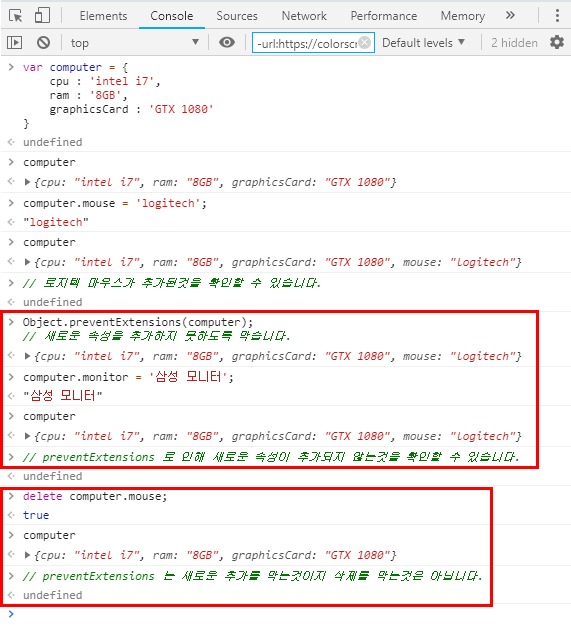 Elements Console Sources Network Performance Memory »
top -url:https://colorscr Default levels 2 hidden
> var computer = {
cpu : 'intel i7',
ram : '8GB',
graphicsCard : 'GTX 1080'
}
undefined
> computer
{cpu: "intel i7", ram: "8GB", graphicsCard: "GTX 1080"}
> computer.mouse = 'logitech';
"logitech"
> computer
{cpu: "intel i7", ram: "8GB", graphicsCard: "GTX 1080", mouse: "logitech"}
> // 로지텍 마우스가 추가된것을 확인할 수 있습니다.
undefined
> Object.preventExtensions(computer);
// 새로운 속성을 추가하지 못하도록 막습니다.
{cpu: "intel i7", ram: "8GB", graphicsCard: "GTX 1080", mouse: "logitech"}
> computer.monitor = '삼성 모니터';
"삼성 모니터"
> computer
{cpu: "intel i7", ram: "8GB", graphicsCard: "GTX 1080", mouse: "logitech"}
> // preventExtensions 로 인해 새로운 속성이 추가되지 않는것을 확인할 수 있습니다.
undefined
> delete computer.mouse;
true
> computer
{cpu: "intel i7", ram: "8GB", graphicsCard: "GTX 1080"}
> // preventExtensions 는 새로운 추가를 막는것이지 삭제를 막는것은 아닙니다.
undefined
>